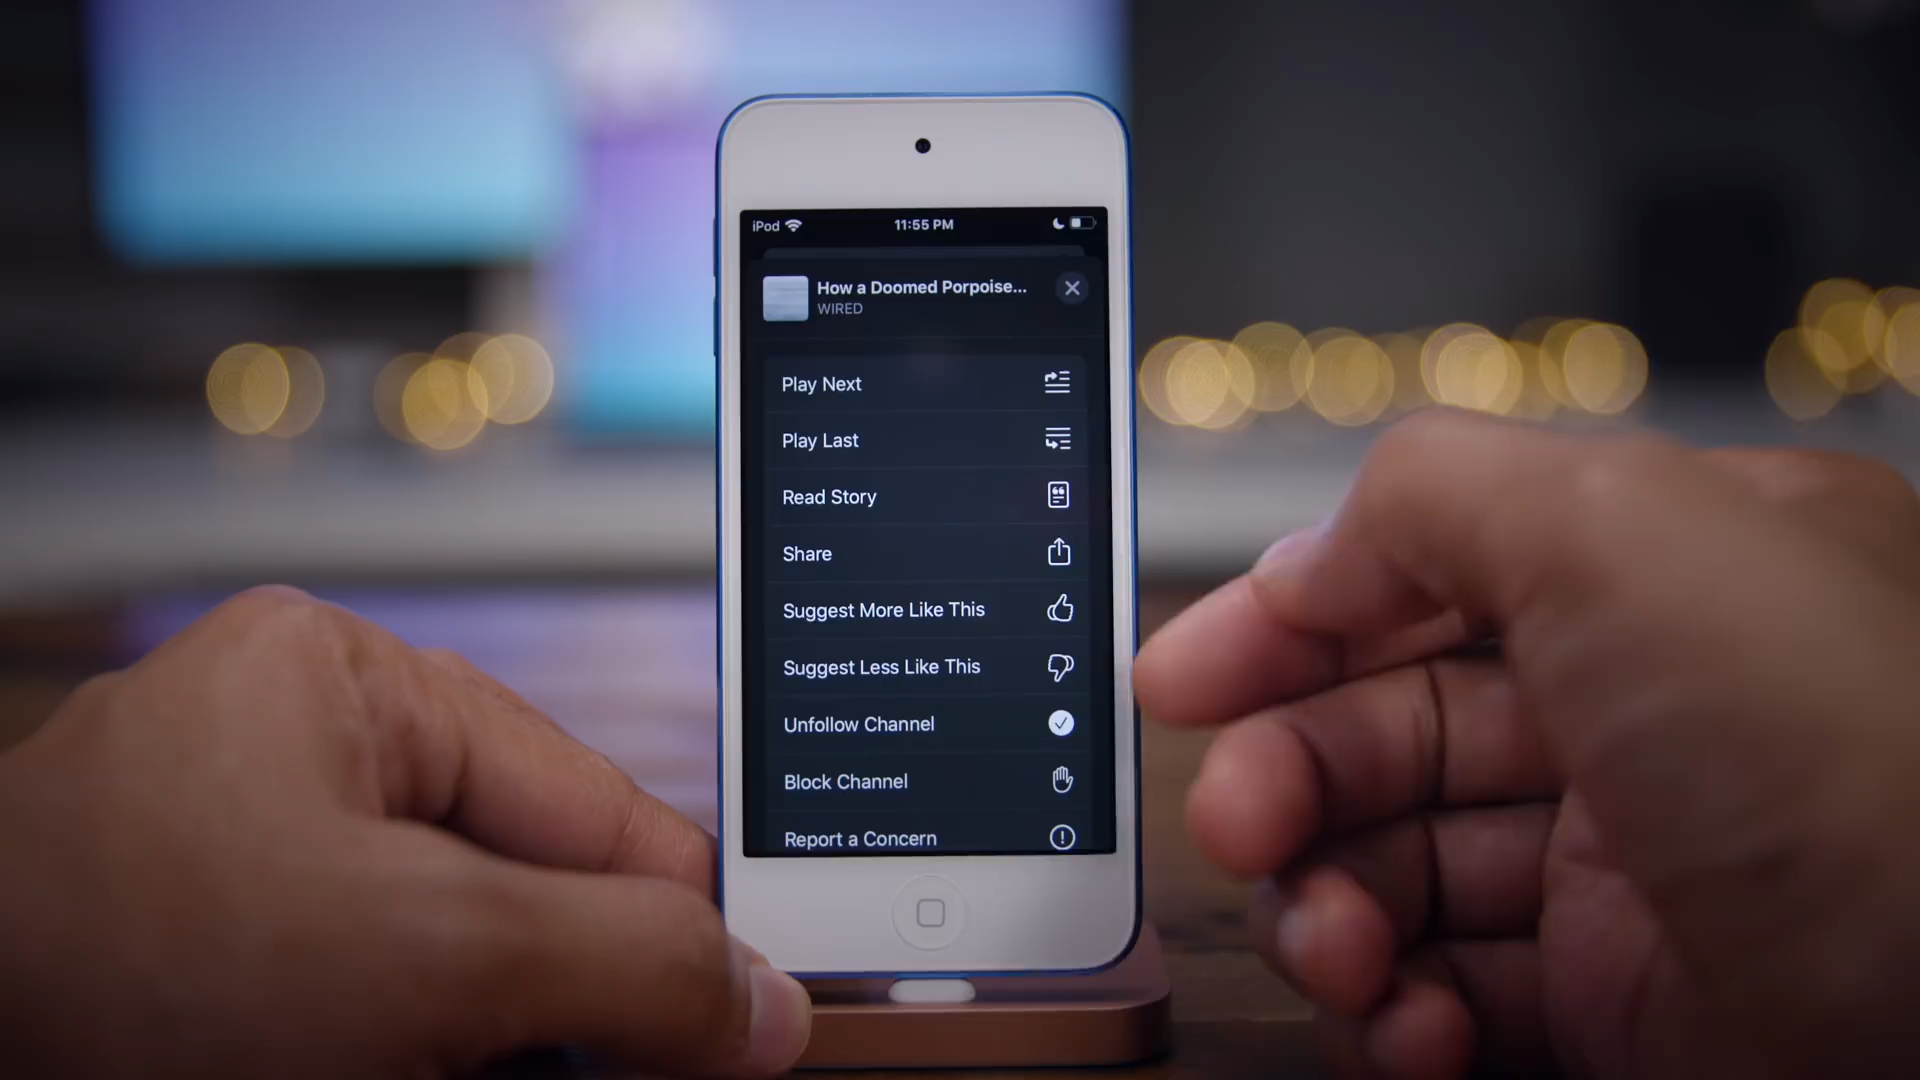 iPod 11:55 PM
How a Doomed Porpoise...
WIRED
Play Next
Play Last
Read Story
Share
Suggest More Like This
Suggest Less Like This
Unfollow Channel
Block Channel
Report a Concern